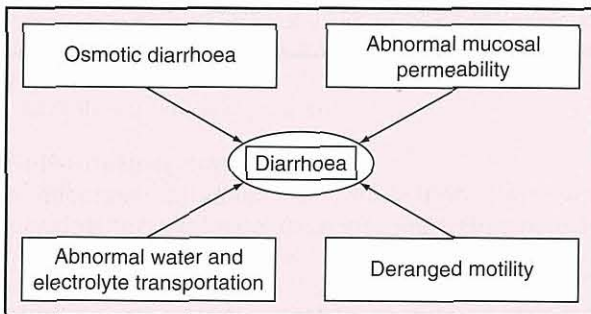 Osmotic diarrhoea
Abnormal mucosal
permeability
Diarrhoea
Abnormal water and
electrolyte transportation
Deranged motility